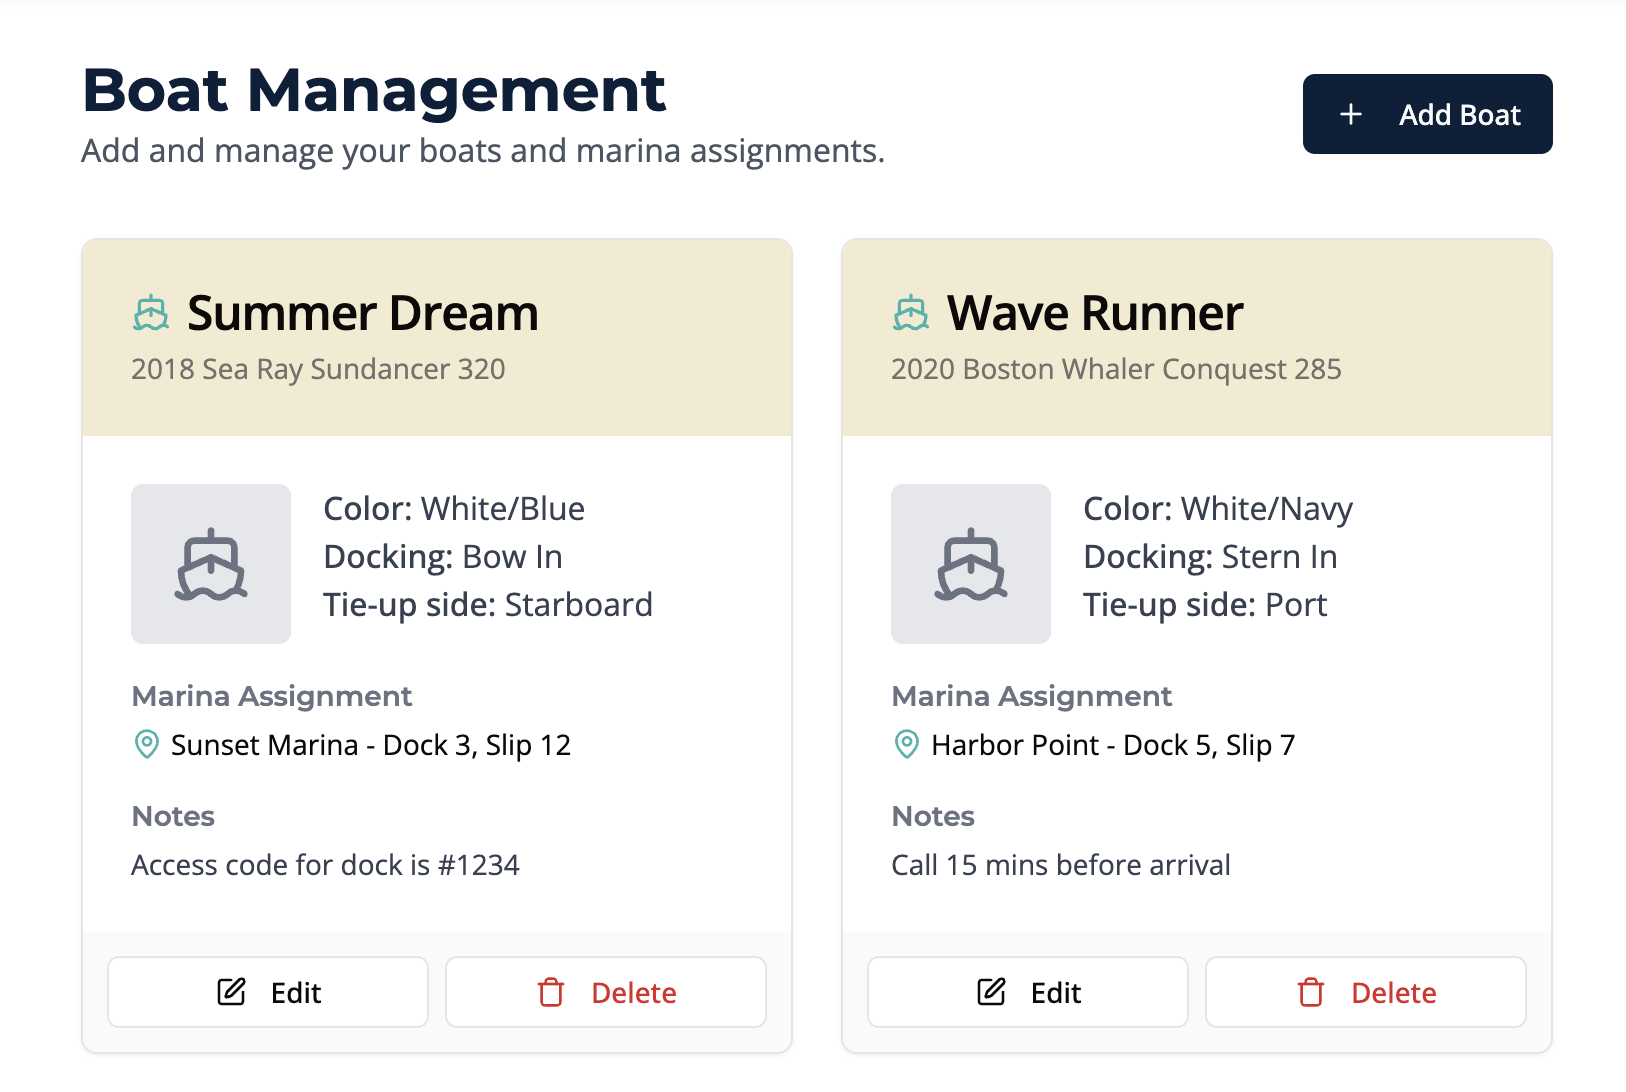 Boat Management
Add and manage your boats and marina assignments.
Add Boat
Summer Dream
2018 Sea Ray Sundancer 320
Color: White/Blue
Docking: Bow In
Tie-up side: Starboard
Marina Assignment
Sunset Marina - Dock 3, Slip 12
Notes
Access code for dock is #1234
Edit
Delete
Wave Runner
2020 Boston Whaler Conquest 285
Color: White/Navy
Docking: Stern In
Tie-up side: Port
Marina Assignment
Harbor Point - Dock 5, Slip 7
Notes
Call 15 mins before arrival
Edit
Delete